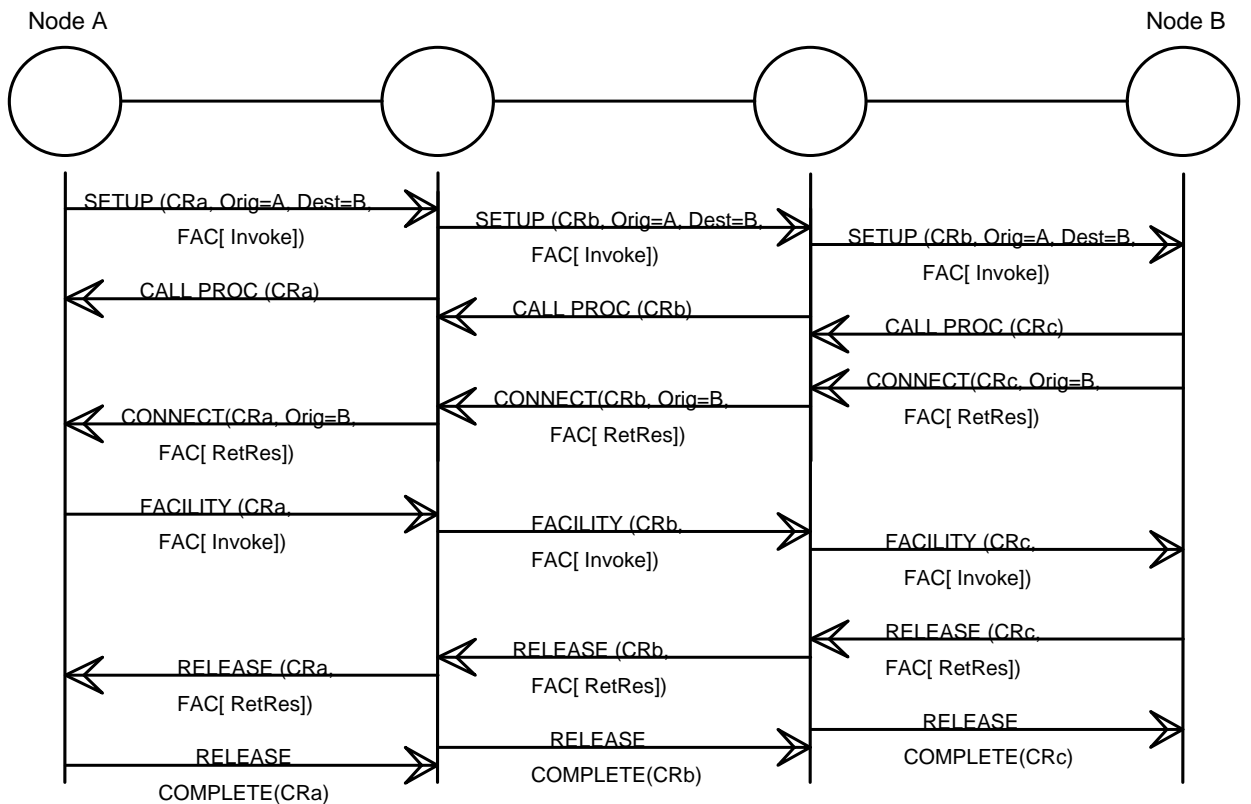 Node A
Node B
SETUP (CRa, Orig=A, Dest=B,
FAC[ Invoke])
SETUP (CRb, Orig=A, Dest=B,
FAC[ Invoke])
SETUP (CRb, Orig=A, Dest=B,
FAC[ Invoke])
CALL PROC (CRa)
CALL PROC (CRb)
CALL PROC (CRc)
CONNECT(CRc, Orig=B,
FAC[ RetRes])
CONNECT(CRb, Orig=B,
FAC[ RetRes])
CONNECT(CRa, Orig=B,
FAC[ RetRes])
FACILITY (CRa,
FAC[ Invoke])
FACILITY (CRb,
FAC[ Invoke])
FACILITY (CRc,
FAC[ Invoke])
RELEASE (CRc,
FAC[ RetRes])
RELEASE (CRb,
FAC[ RetRes])
RELEASE (CRa,
FAC[ RetRes])
RELEASE
COMPLETE(CRc)
RELEASE
COMPLETE(CRb)
RELEASE
COMPLETE(CRa)